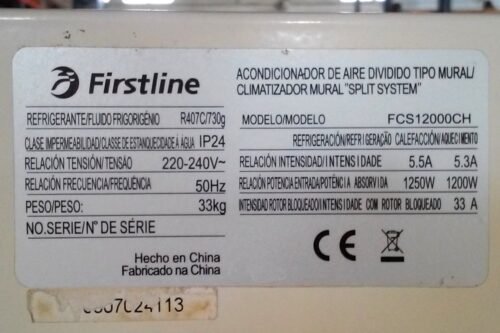 Firstline
ACONDICIONADOR DE AIRE DIVIDIDO TIPO MURAL/
CLIMATIZADOR MURAL "SPLIT SYSTEM"
REFRIGERANTE/FLUIDO FRIGORIGÉNIO R407C/730g
CLASE IMPERMEABILIDAD/CLASSE DE ESTANQUECIDADE À AGUA IP24
RELACIÓN TENSIÓN/TENSÃO 220-240V~
RELACIÓN FRECUENCIA/FREQUÊNCIA 50Hz
PESO/PESO: 33kg
NO.SERIE/Nº DE SÉRIE
MODELO/MODELO FCS12000CH
REFRIGERACIÓN/REFRIGERAÇÃO CALEFACCIÓN/AQUECIMENTO
RELACIÓN INTENSIDAD/INTENSIDADE 5.5A 5.3A
RELACIÓN POTENCIA ENTRADA/POTÊNCIA ABSORVIDA 1250W 1200W
INTENSIDAD ROTOR BLOQUEADO/INTENSIDADE COM ROTOR BLOQUEADO 33 A
Hecho en China
Fabricado na China
CE